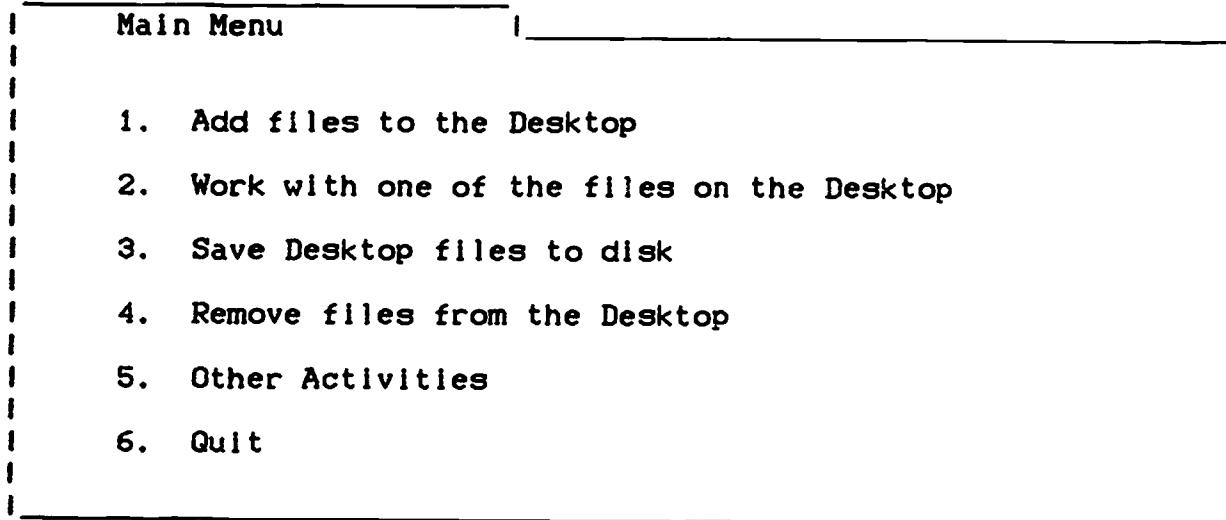 Main Menu
1. Add files to the Desktop
2. Work with one of the files on the Desktop
3. Save Desktop files to disk
4. Remove files from the Desktop
5. Other Activities
6. Quit